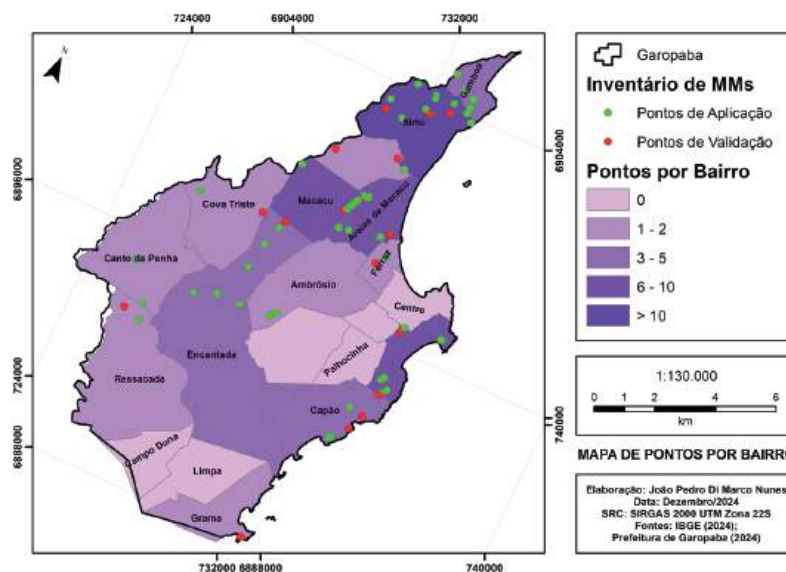 724000
6904000
732000
N
Gamboa
Siriú
Macacu
Areias de Macacu
Cova Triste
Canto da Penha
Ferraz
Ambrósio
Centro
Encantada
Palhocinha
Ressacada
Capão
Campo Dona
Limpa
Grama
6896000
724000
6888000
6904000
740000
732000 6888000
740000
Garopaba
Inventário de MMs
Pontos de Aplicação
Pontos de Validação
Pontos por Bairro
0
1 - 2
3 - 5
6 - 10
> 10
1:130.000
0 1 2 4 6
km
MAPA DE PONTOS POR BAIRRO
Elaboração: João Pedro Di Marco Nunes
Data: Dezembro/2024
SRC: SIRGAS 2000 UTM Zona 22S
Fontes: IBGE (2024);
Prefeitura de Garopaba (2024)